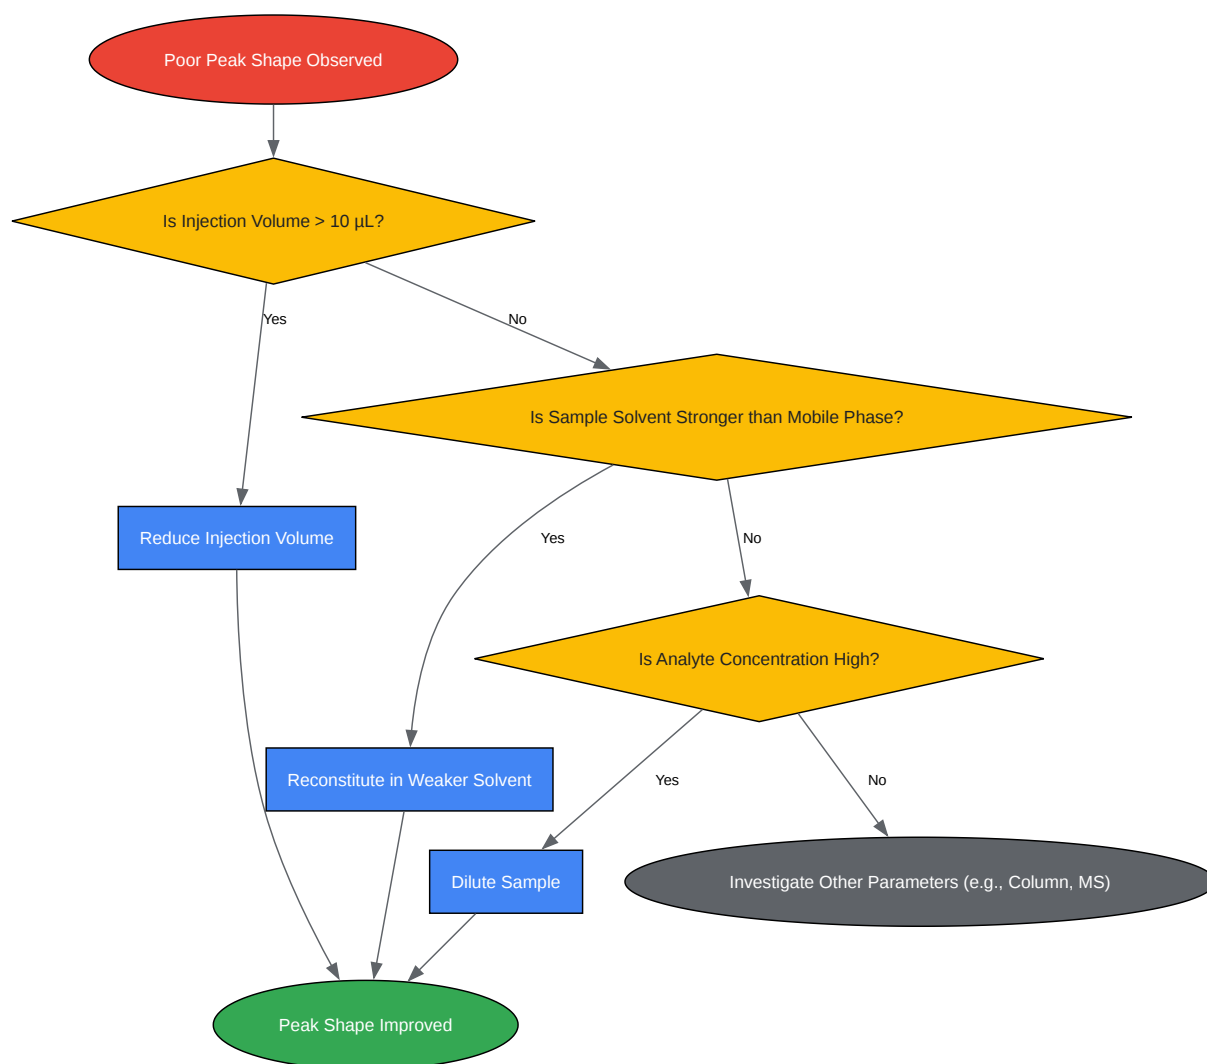 Poor Peak Shape Observed
Is Injection Volume > 10 µL?
Yes
No
Is Sample Solvent Stronger than Mobile Phase?
Reduce Injection Volume
Yes
No
Is Analyte Concentration High?
Reconstitute in Weaker Solvent
Yes
No
Dilute Sample
Investigate Other Parameters (e.g., Column, MS)
Peak Shape Improved